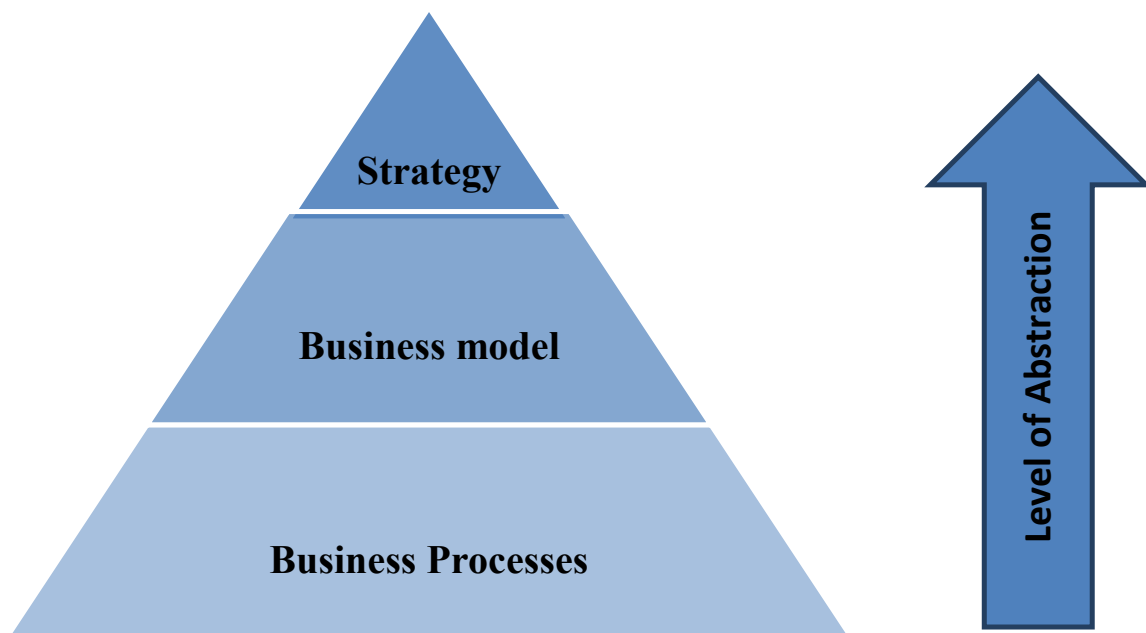 Strategy
Business model
Business Processes
Level of Abstraction